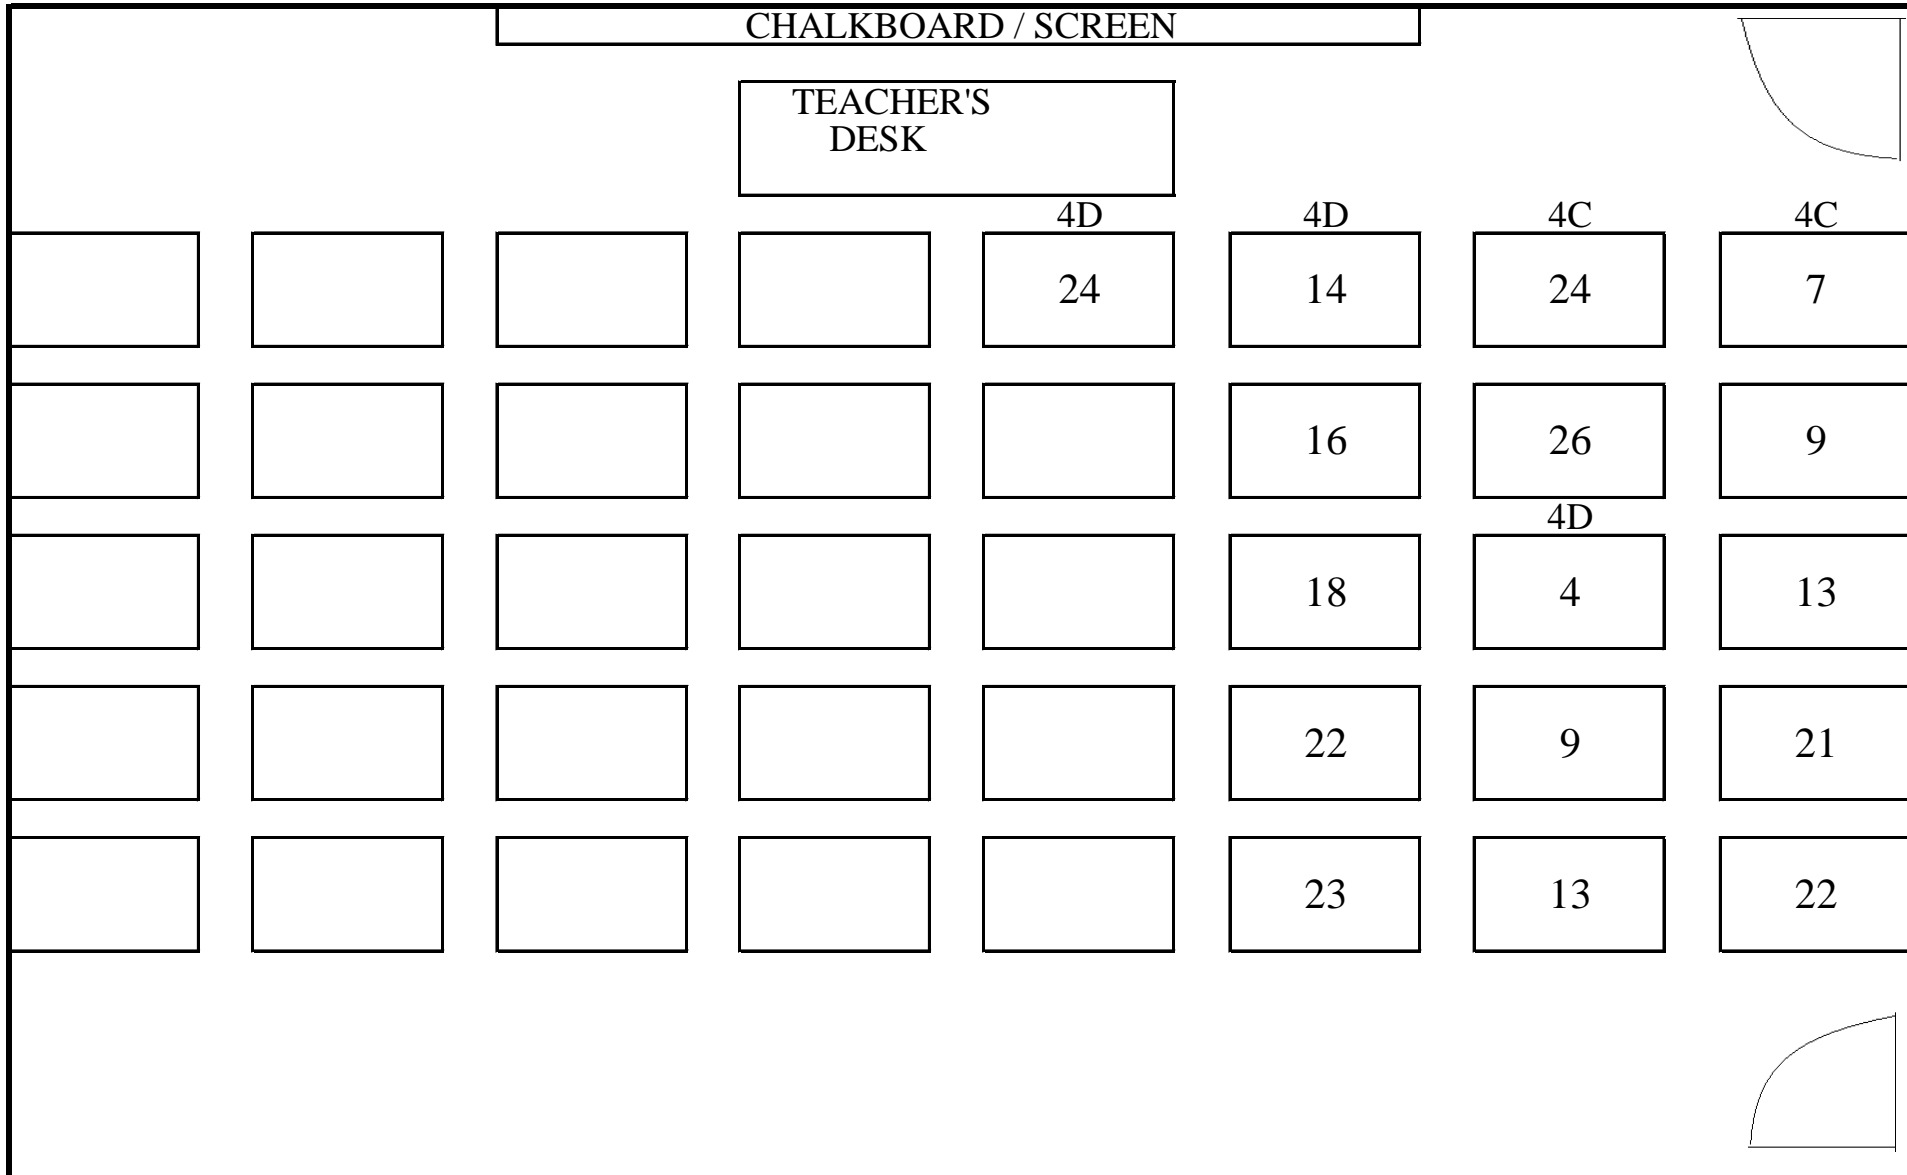 CHALKBOARD / SCREEN
TEACHER'S
DESK
4D 4D 4C 4C
24 14 24 7
16 26 9
4D
18 4 13
22 9 21
23 13 22